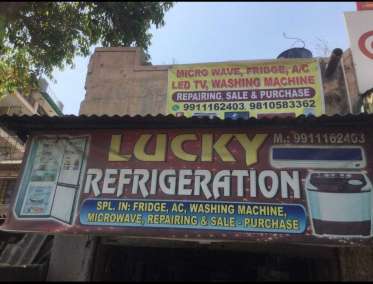 MICRO WAVE, FRIDGE, A/C
LED TV, WASHING MACHINE
REPAIRING, SALE & PURCHASE
9911162403, 9810583362
LUCKY
M.: 9911162403
REFRIGERATION
SPL. IN: FRIDGE, AC, WASHING MACHINE,
MICROWAVE, REPAIRING & SALE - PURCHASE